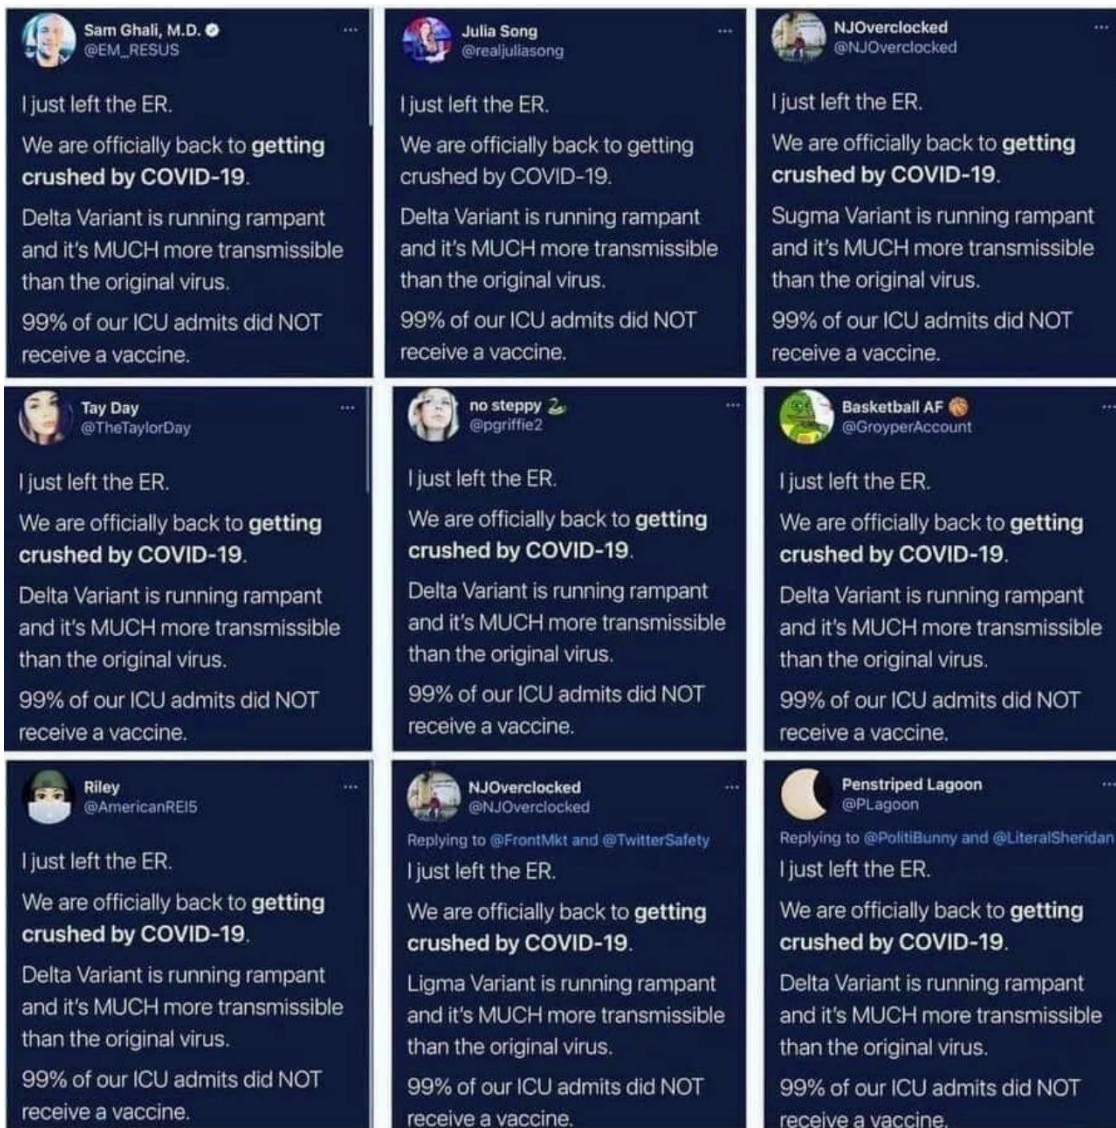 Sam Ghali, M.D.
@EM_RESUS
I just left the ER.
We are officially back to getting
crushed by COVID-19.
Delta Variant is running rampant
and it's MUCH more transmissible
than the original virus.
99% of our ICU admits did NOT
receive a vaccine.
Julia Song
@realjuliasong
I just left the ER.
We are officially back to getting
crushed by COVID-19.
Delta Variant is running rampant
and it's MUCH more transmissible
than the original virus.
99% of our ICU admits did NOT
receive a vaccine.
NJOverclocked
@NJOverclocked
I just left the ER.
We are officially back to getting
crushed by COVID-19.
Sugma Variant is running rampant
and it's MUCH more transmissible
than the original virus.
99% of our ICU admits did NOT
receive a vaccine.
Tay Day
@TheTaylorDay
I just left the ER.
We are officially back to getting
crushed by COVID-19.
Delta Variant is running rampant
and it's MUCH more transmissible
than the original virus.
99% of our ICU admits did NOT
receive a vaccine.
no steppy 🐍
@pgriffie2
I just left the ER.
We are officially back to getting
crushed by COVID-19.
Delta Variant is running rampant
and it's MUCH more transmissible
than the original virus.
99% of our ICU admits did NOT
receive a vaccine.
Basketball AF 🏀
@GroyperAccount
I just left the ER.
We are officially back to getting
crushed by COVID-19.
Delta Variant is running rampant
and it's MUCH more transmissible
than the original virus.
99% of our ICU admits did NOT
receive a vaccine.
Riley
@AmericanREI5
I just left the ER.
We are officially back to getting
crushed by COVID-19.
Delta Variant is running rampant
and it's MUCH more transmissible
than the original virus.
99% of our ICU admits did NOT
receive a vaccine.
NJOverclocked
@NJOverclocked
Replying to @FrontMkt and @TwitterSafety
I just left the ER.
We are officially back to getting
crushed by COVID-19.
Ligma Variant is running rampant
and it's MUCH more transmissible
than the original virus.
99% of our ICU admits did NOT
receive a vaccine.
Penstriped Lagoon
@PLagoon
Replying to @PolitiBunny and @LiteralSheridan
I just left the ER.
We are officially back to getting
crushed by COVID-19.
Delta Variant is running rampant
and it's MUCH more transmissible
than the original virus.
99% of our ICU admits did NOT
receive a vaccine.